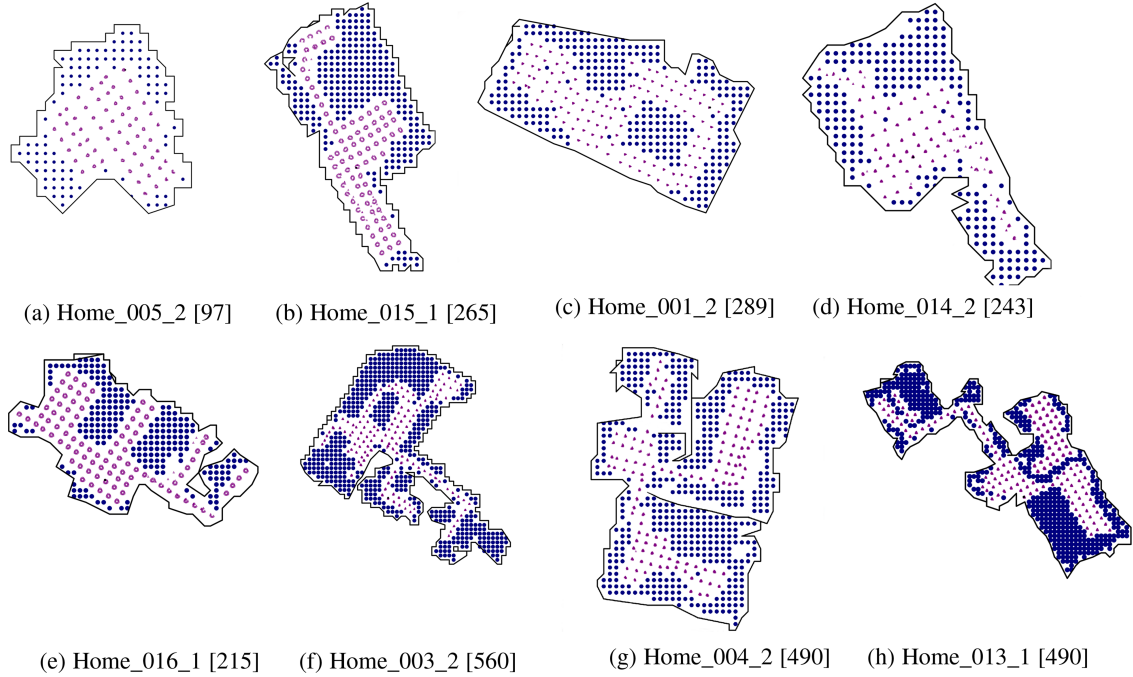 (a) Home_005_2 [97]
(b) Home_015_1 [265]
(c) Home_001_2 [289]
(d) Home_014_2 [243]
(e) Home_016_1 [215]
(f) Home_003_2 [560]
(g) Home_004_2 [490]
(h) Home_013_1 [490]